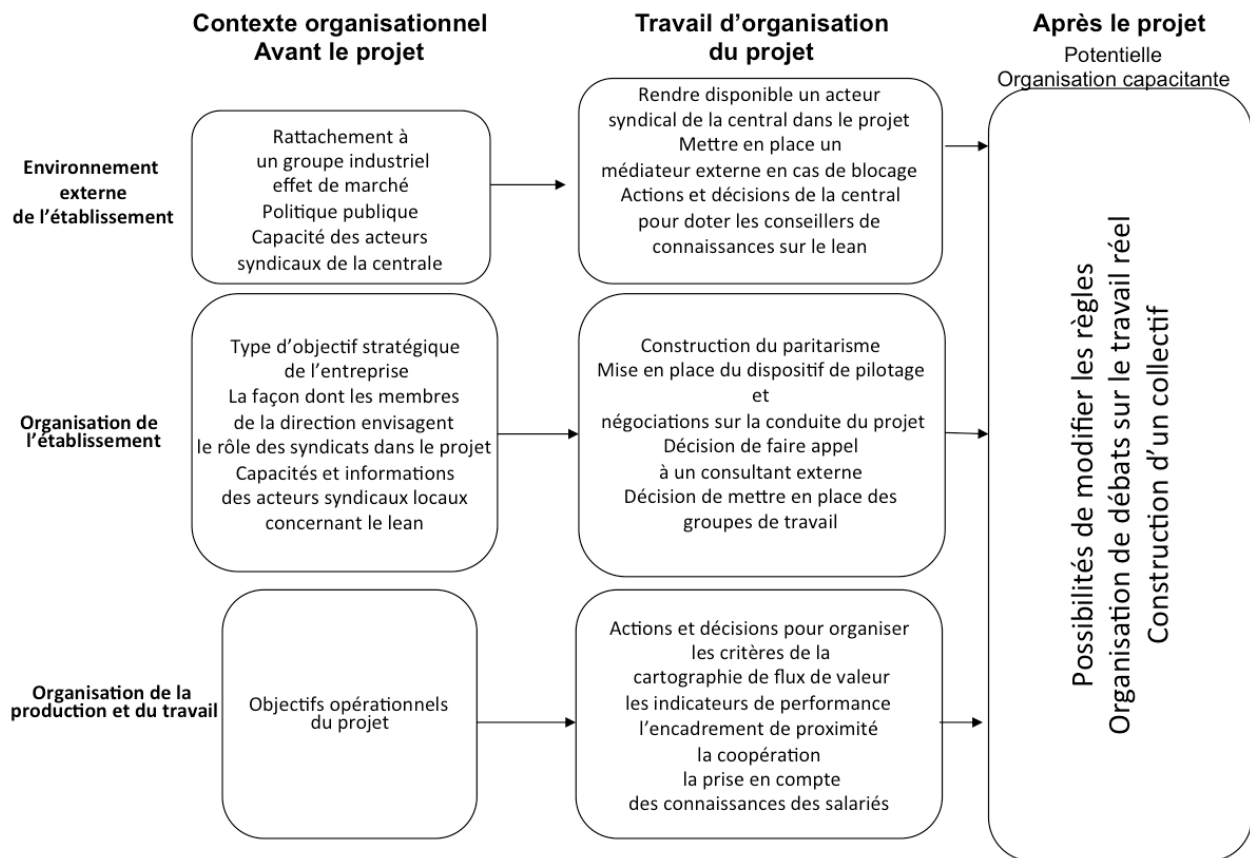 Contexte organisationnel
Avant le projet
Travail d'organisation
du projet
Après le projet
Potentielle
Organisation capacitante
Environnement
externe
de l'établissement
Rattachement à
un groupe industriel
effet de marché
Politique publique
Capacité des acteurs
syndicaux de la centrale
Rendre disponible un acteur
syndical de la central dans le projet
Mettre en place un
médiateur externe en cas de blocage
Actions et décisions de la central
pour doter les conseillers de
connaissances sur le lean
Organisation de
l'établissement
Type d'objectif stratégique
de l'entreprise
La façon dont les membres
de la direction envisagent
le rôle des syndicats dans le projet
Capacités et informations
des acteurs syndicaux locaux
concernant le lean
Construction du paritarisme
Mise en place du dispositif de pilotage
et
négociations sur la conduite du projet
Décision de faire appel
à un consultant externe
Décision de mettre en place des
groupes de travail
Organisation de la
production et du travail
Objectifs opérationnels
du projet
Actions et décisions pour organiser
les critères de la
cartographie de flux de valeur
les indicateurs de performance
l'encadrement de proximité
la coopération
la prise en compte
des connaissances des salariés
Possibilités de modifier les règles
Organisation de débats sur le travail réel
Construction d'un collectif